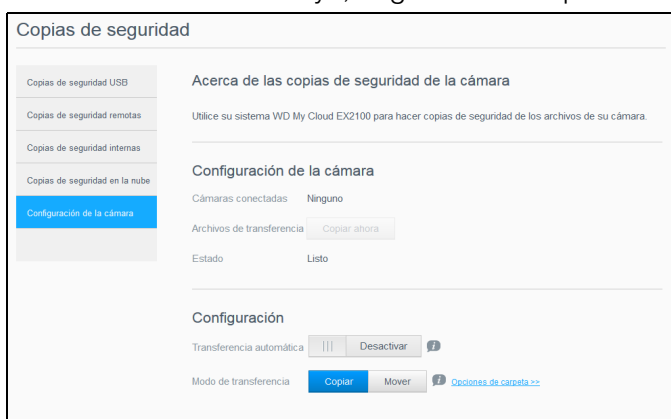 Copias de seguridad
Copias de seguridad USB
Copias de seguridad remotas
Copias de seguridad internas
Copias de seguridad en la nube
Configuración de la cámara
Acerca de las copias de seguridad de la cámara
Utilice su sistema WD My Cloud EX2100 para hacer copias de seguridad de los archivos de su cámara.
Configuración de la cámara
Cámaras conectadas Ninguno
Archivos de transferencia Copiar ahora
Estado Listo
Configuración
Transferencia automática Desactivar
Modo de transferencia Copiar Mover Opciones de carpeta >>